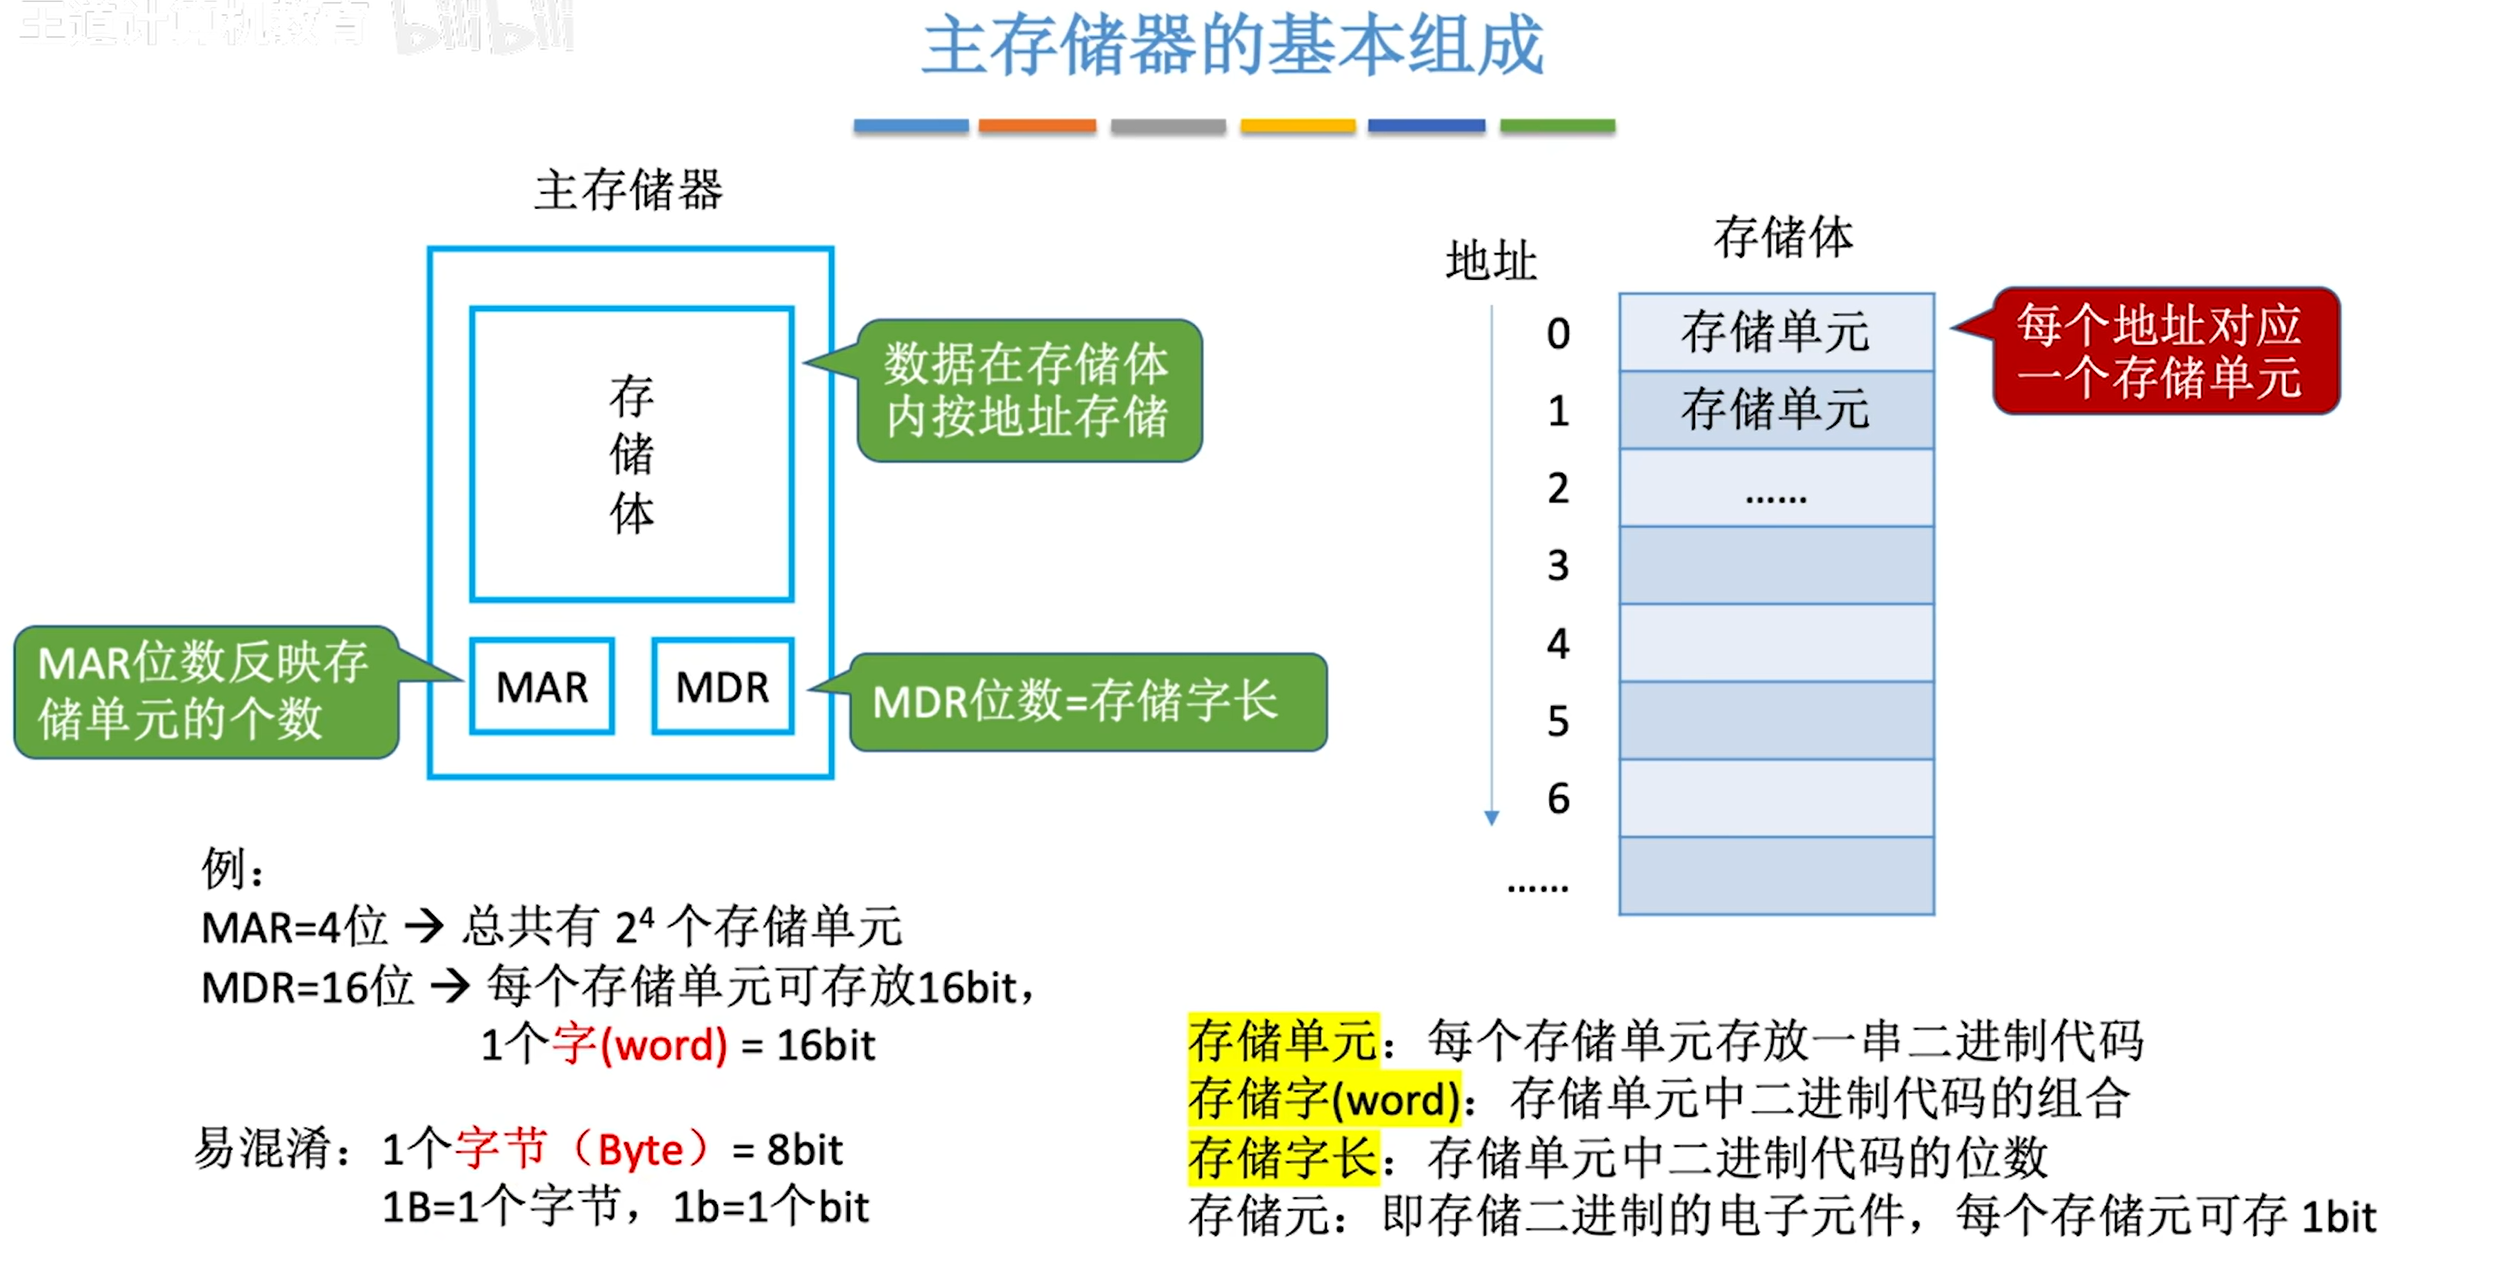 王道计算机教育 bilibili
主存储器的基本组成
主存储器
存
储
体
数据在存储体
内按地址存储
MAR
MDR
MAR位数反映存
储单元的个数
MDR位数=存储字长
例：
MAR=4位 → 总共有 2⁴ 个存储单元
MDR=16位 → 每个存储单元可存放16bit，
1个字(word) = 16bit
易混淆：1个字节（Byte）= 8bit
1B=1个字节，1b=1个bit
地址
存储体
0 存储单元
1 存储单元
2 ......
3
4
5
6
......
每个地址对应
一个存储单元
存储单元：每个存储单元存放一串二进制代码
存储字(word)：存储单元中二进制代码的组合
存储字长：存储单元中二进制代码的位数
存储元：即存储二进制的电子元件，每个存储元可存 1bit